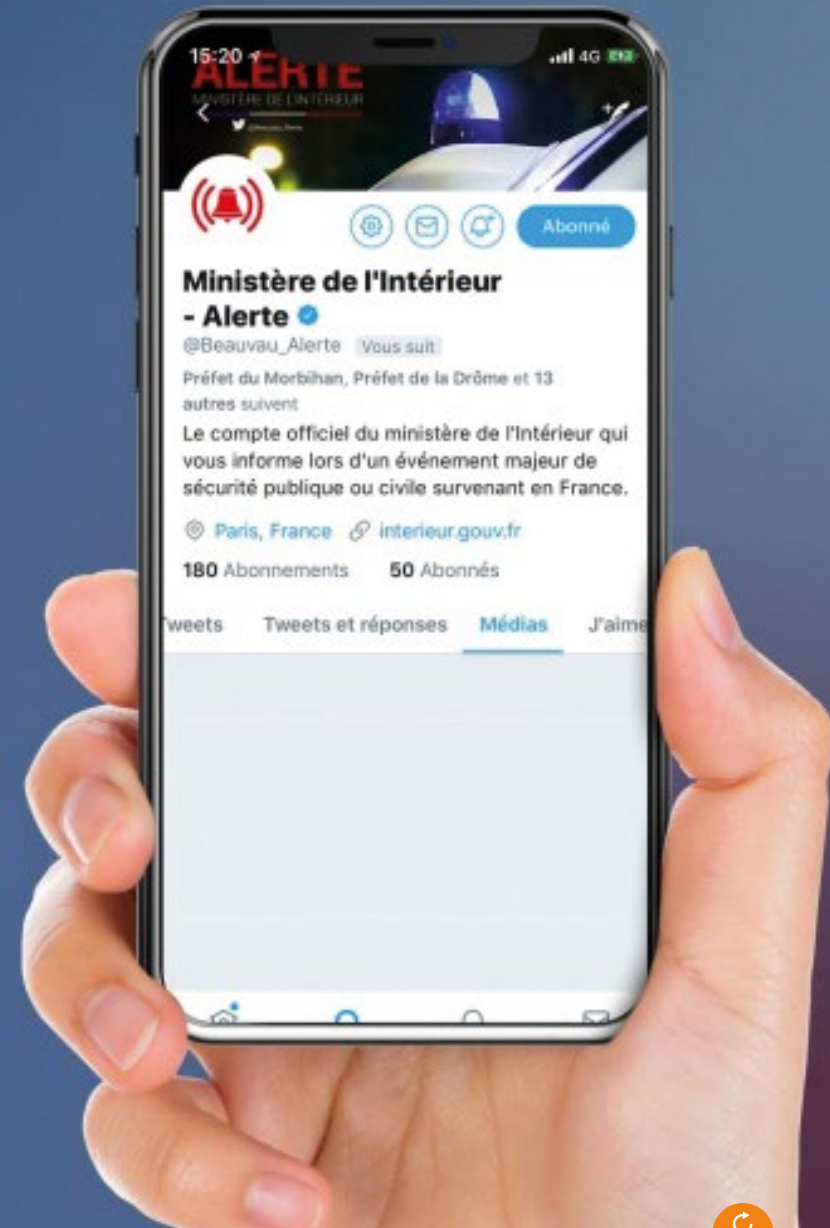 15:20
4G
ALERTE
MINISTÈRE DE L'INTÉRIEUR
@Beauvau_Alerte
Abonné
Ministère de l'Intérieur
- Alerte
@Beauvau_Alerte Vous suit
Préfet du Morbihan, Préfet de la Drôme et 13
autres suivent
Le compte officiel du ministère de l'Intérieur qui
vous informe lors d'un événement majeur de
sécurité publique ou civile survenant en France.
Paris, France interieur.gouv.fr
180 Abonnements 50 Abonnés
Tweets Tweets et réponses Médias J'aime